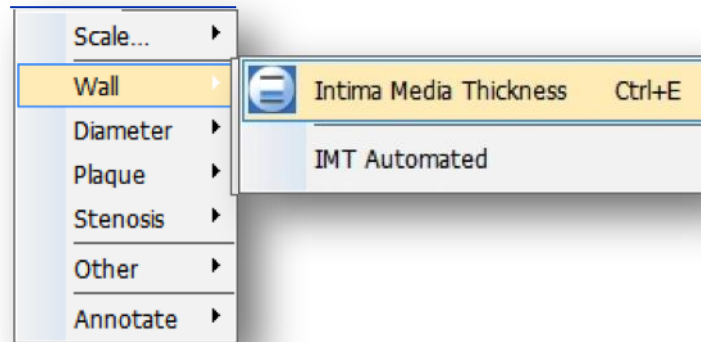 Scale...
Wall
Intima Media Thickness Ctrl+E
IMT Automated
Diameter
Plaque
Stenosis
Other
Annotate